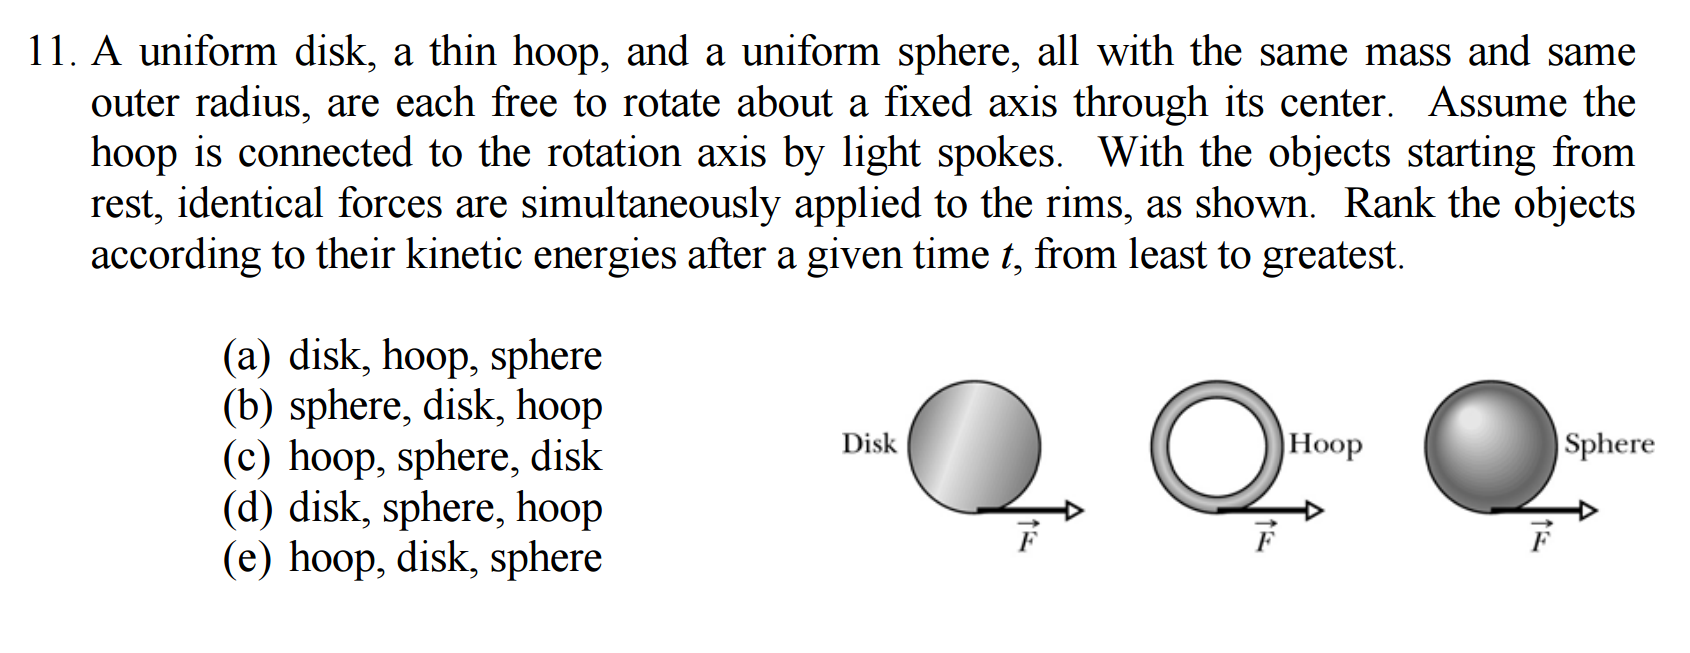 11. A uniform disk, a thin hoop, and a uniform sphere, all with the same mass and same
outer radius, are each free to rotate about a fixed axis through its center. Assume the
hoop is connected to the rotation axis by light spokes. With the objects starting from
rest, identical forces are simultaneously applied to the rims, as shown. Rank the objects
according to their kinetic energies after a given time t, from least to greatest.
(a) disk, hoop, sphere
(b) sphere, disk, hoop
(c) hoop, sphere, disk
(d) disk, sphere, hoop
(e) hoop, disk, sphere
Disk
Hoop
Sphere
F⃗
F⃗
F⃗